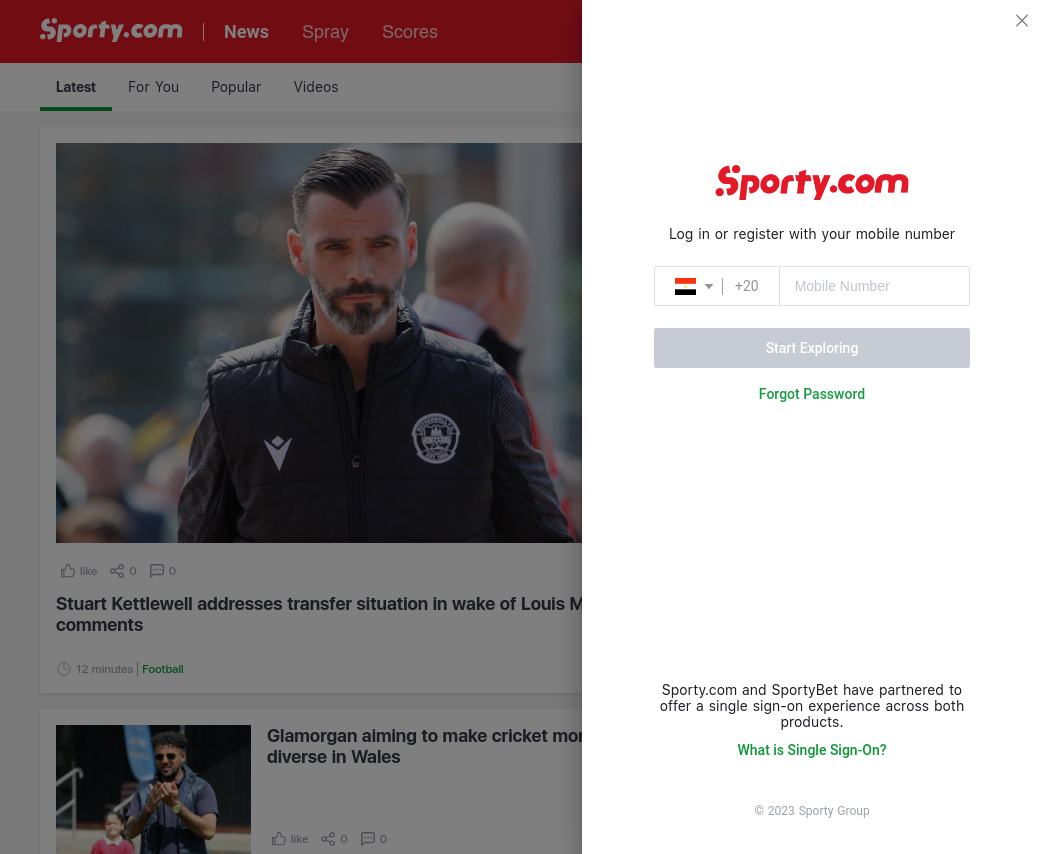 Sporty.com
News
Spray
Scores
Latest
For You
Popular
Videos
like
0
0
Stuart Kettlewell addresses transfer situation in wake of Louis
comments
12 minutes
Football
Glamorgan aiming to make cricket
diverse in Wales
like
0
0
Sporty.com
Log in or register with your mobile number
+20
Mobile Number
Start Exploring
Forgot Password
Sporty.com and SportyBet have partnered to
offer a single sign-on experience across both
products.
What is Single Sign-On?
© 2023 Sporty Group